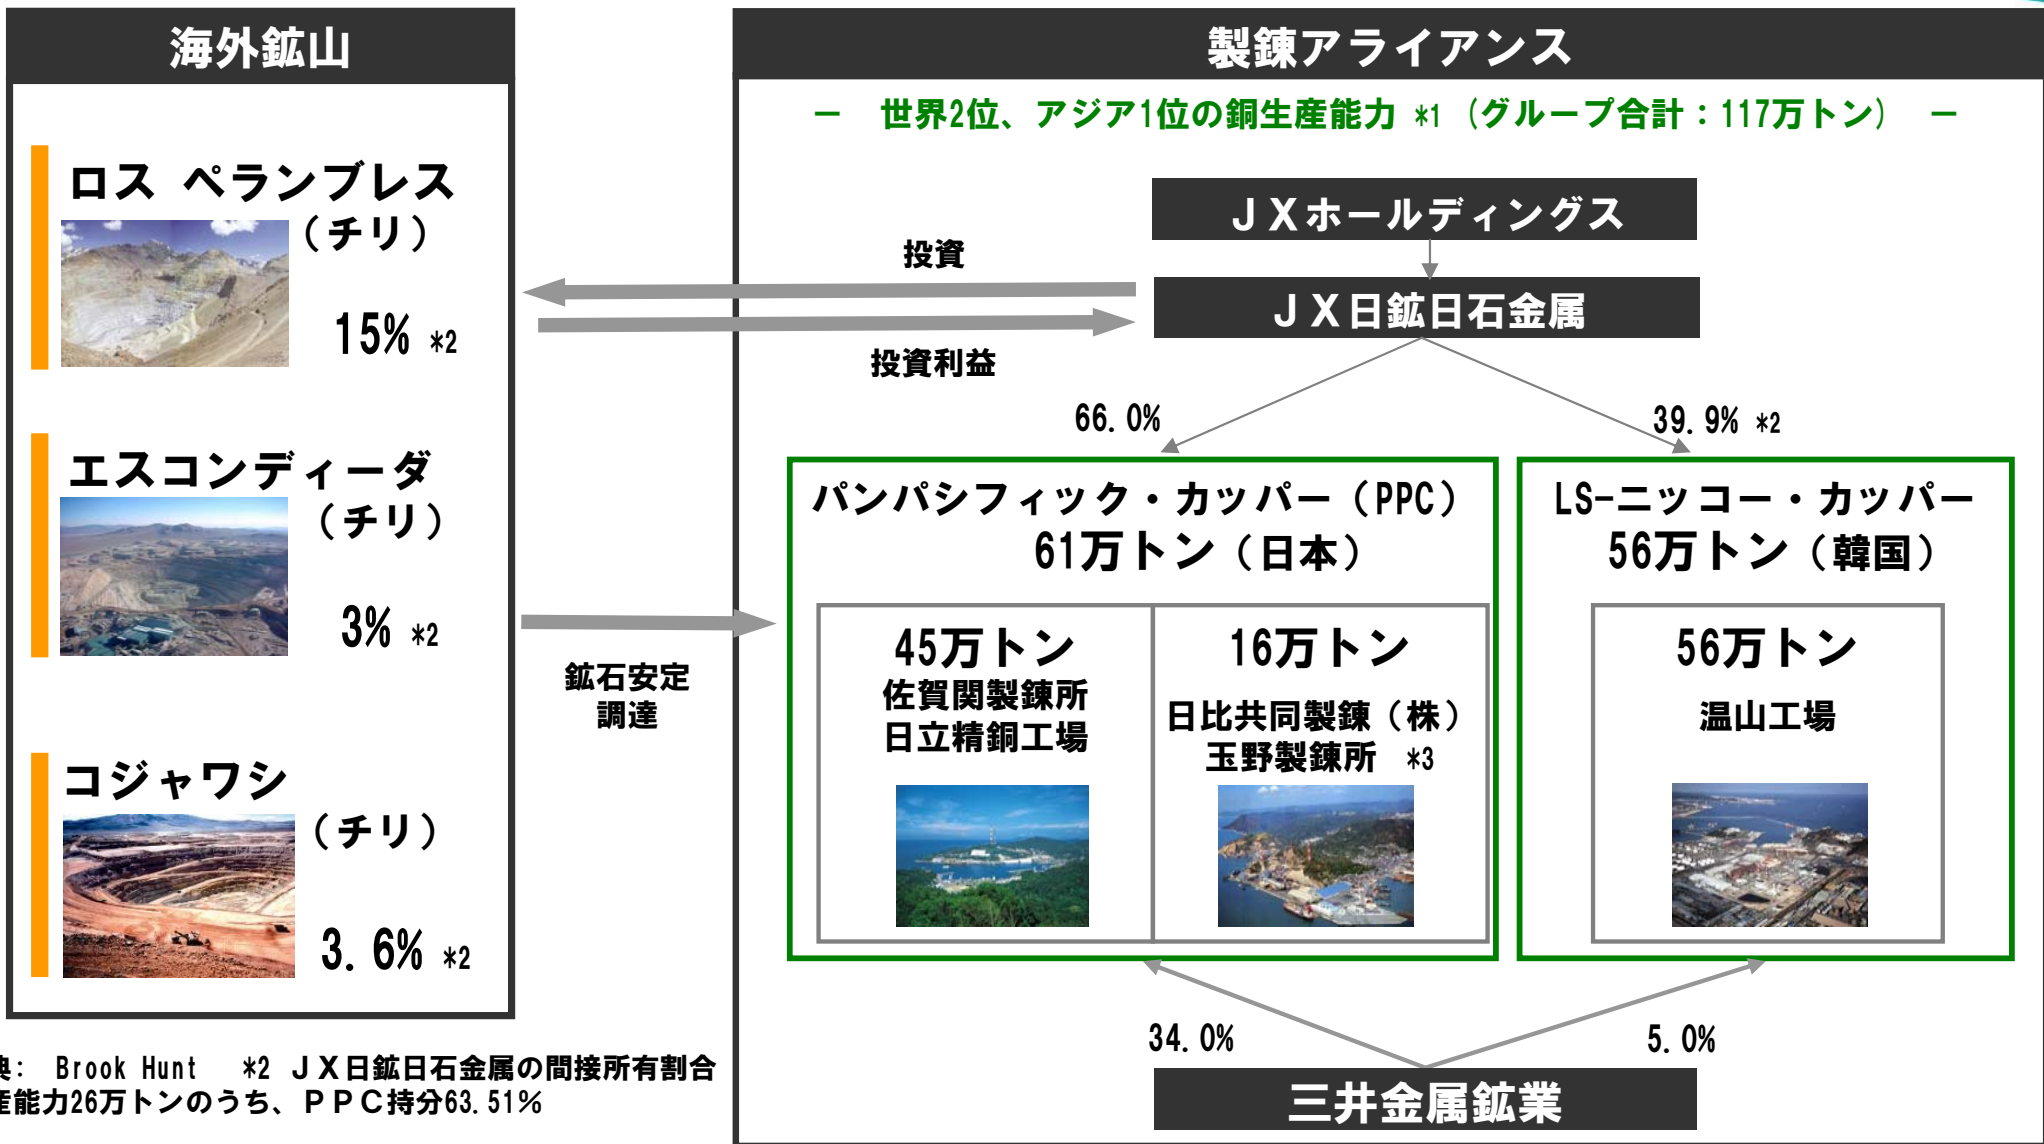 海外鉱山
ロス ペランブレス
（チリ）
15% *2
エスコンディーダ
（チリ）
3% *2
コジャワシ
（チリ）
3.6% *2
投資
投資利益
鉱石安定
調達
製錬アライアンス
－ 世界2位、アジア1位の銅生産能力 *1 (グループ合計：117万トン) －
ＪＸホールディングス
ＪＸ日鉱日石金属
66.0%
39.9% *2
パンパシフィック・カッパー（PPC）
61万トン（日本）
45万トン
佐賀関製錬所
日立精銅工場
16万トン
日比共同製錬（株）
玉野製錬所 *3
LS-ニッコー・カッパー
56万トン（韓国）
56万トン
温山工場
34.0%
5.0%
三井金属鉱業
典: Brook Hunt *2 ＪＸ日鉱日石金属の間接所有割合
産能力26万トンのうち、ＰＰＣ持分63.51%